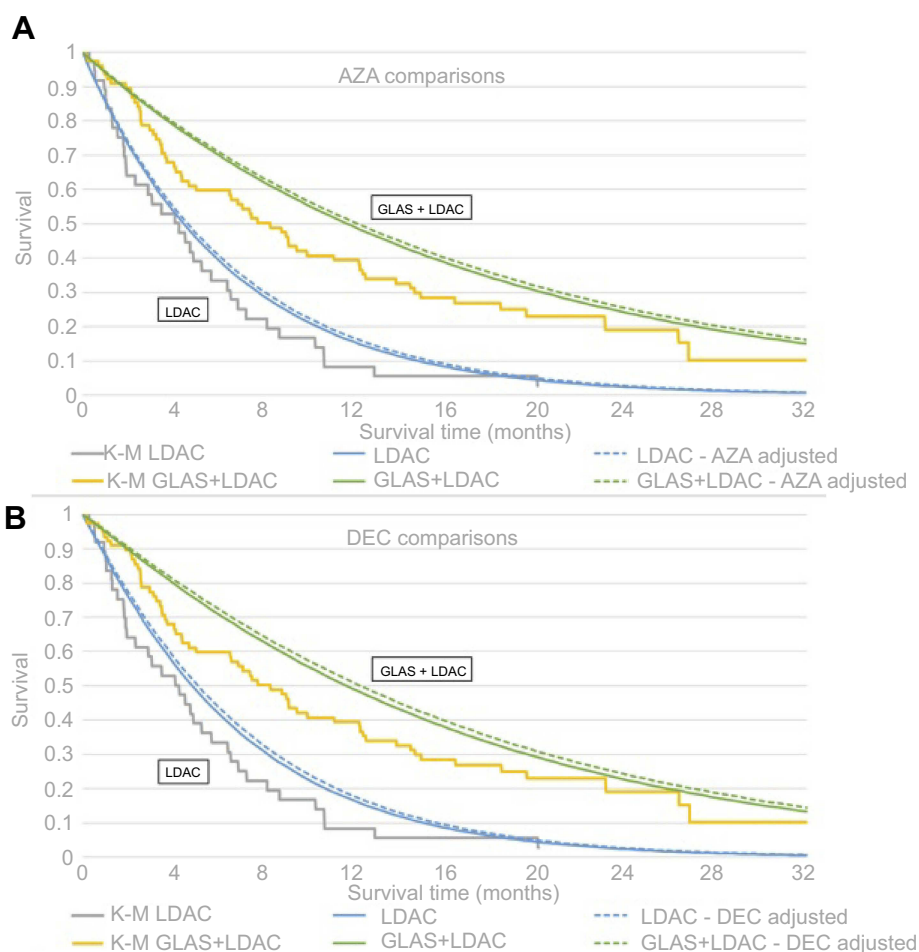 A
AZA comparisons
Survival
1
0.9
0.8
0.7
0.6
0.5
0.4
0.3
0.2
0.1
0
GLAS + LDAC
LDAC
0 4 8 12 16 20 24 28 32
Survival time (months)
K-M LDAC LDAC LDAC - AZA adjusted
K-M GLAS+LDAC GLAS+LDAC GLAS+LDAC - AZA adjusted
B
DEC comparisons
Survival
1
0.9
0.8
0.7
0.6
0.5
0.4
0.3
0.2
0.1
0
GLAS + LDAC
LDAC
0 4 8 12 16 20 24 28 32
Survival time (months)
K-M LDAC LDAC LDAC - DEC adjusted
K-M GLAS+LDAC GLAS+LDAC GLAS+LDAC - DEC adjusted